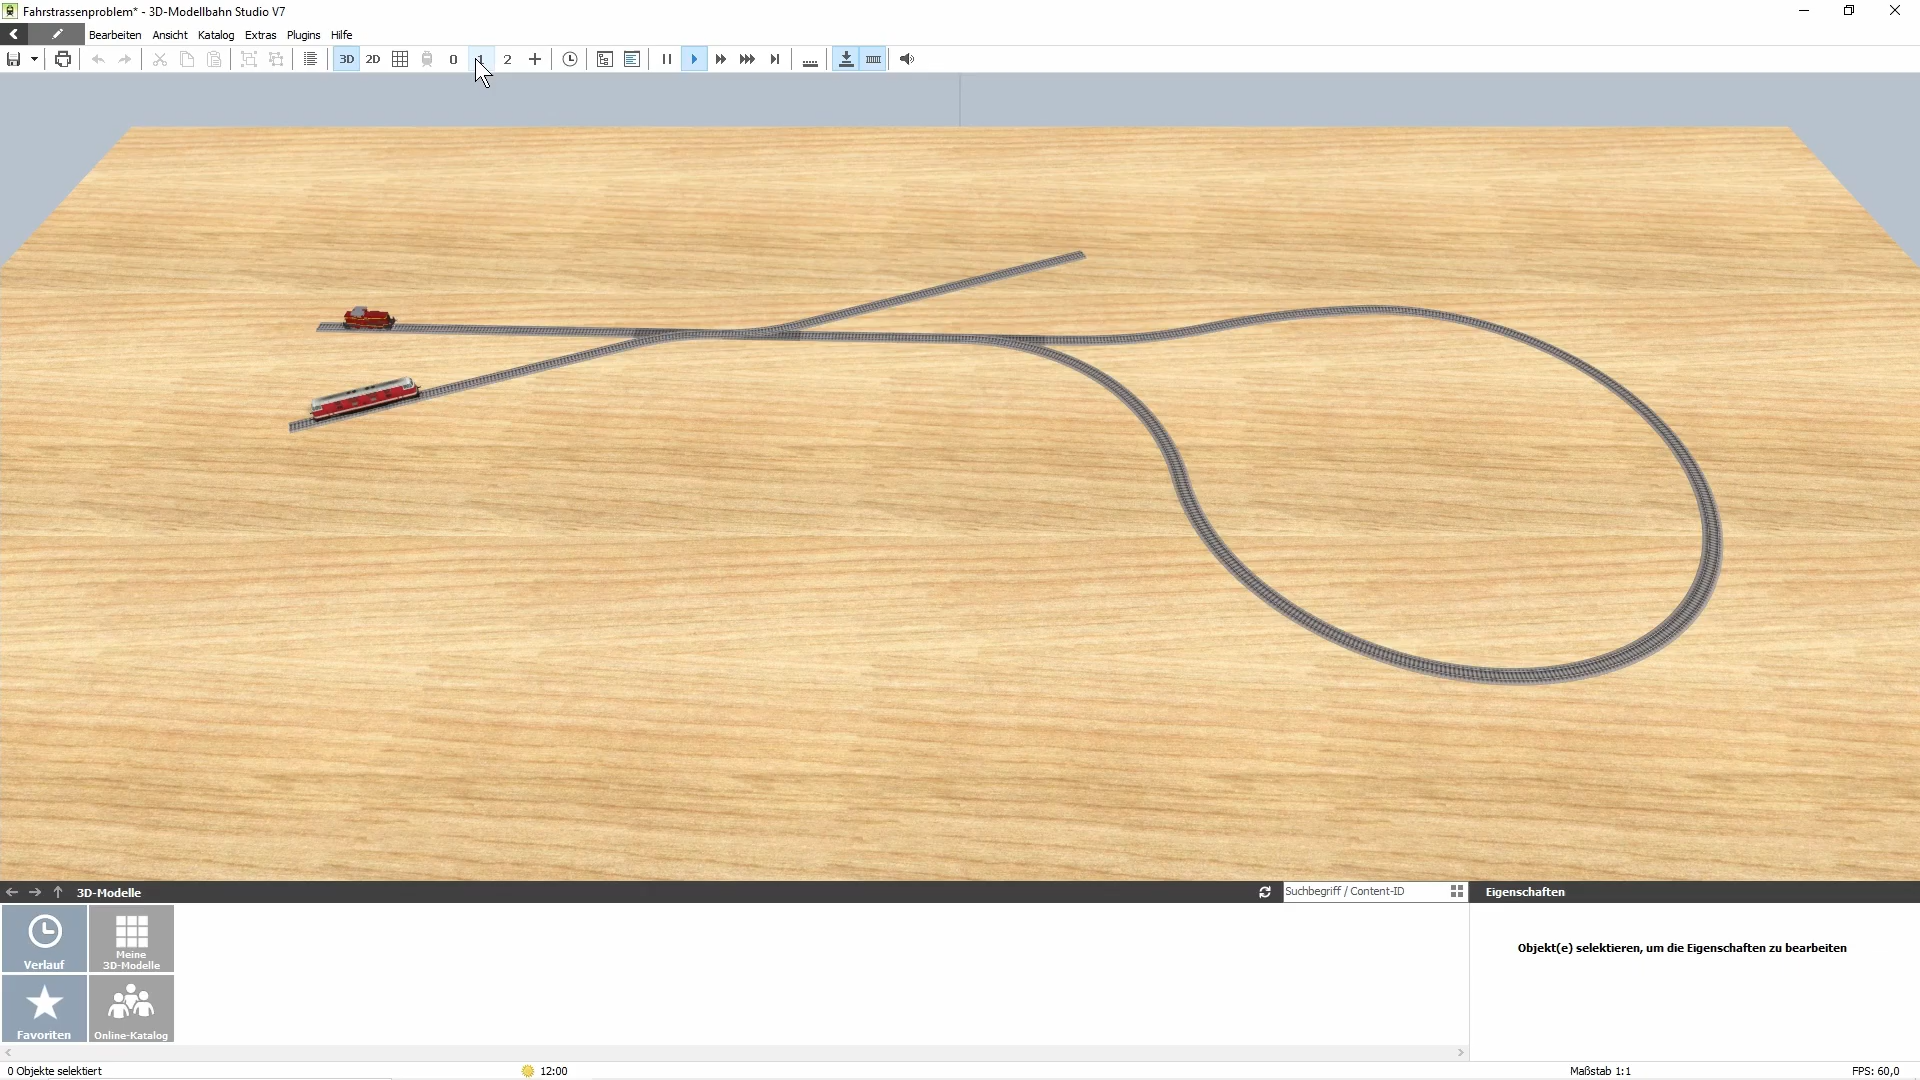 Fahrstrassenproblem* - 3D-Modellbahn Studio V7
Bearbeiten Ansicht Katalog Extras Plugins Hilfe
3D 2D 0 1 2
3D-Modelle
Suchbegriff / Content-ID
Eigenschaften
Verlauf
Meine
3D-Modelle
Favoriten
Online-Katalog
Objekt(e) selektieren, um die Eigenschaften zu bearbeiten
0 Objekte selektiert
12:00
Maßstab 1:1
FPS: 60,0